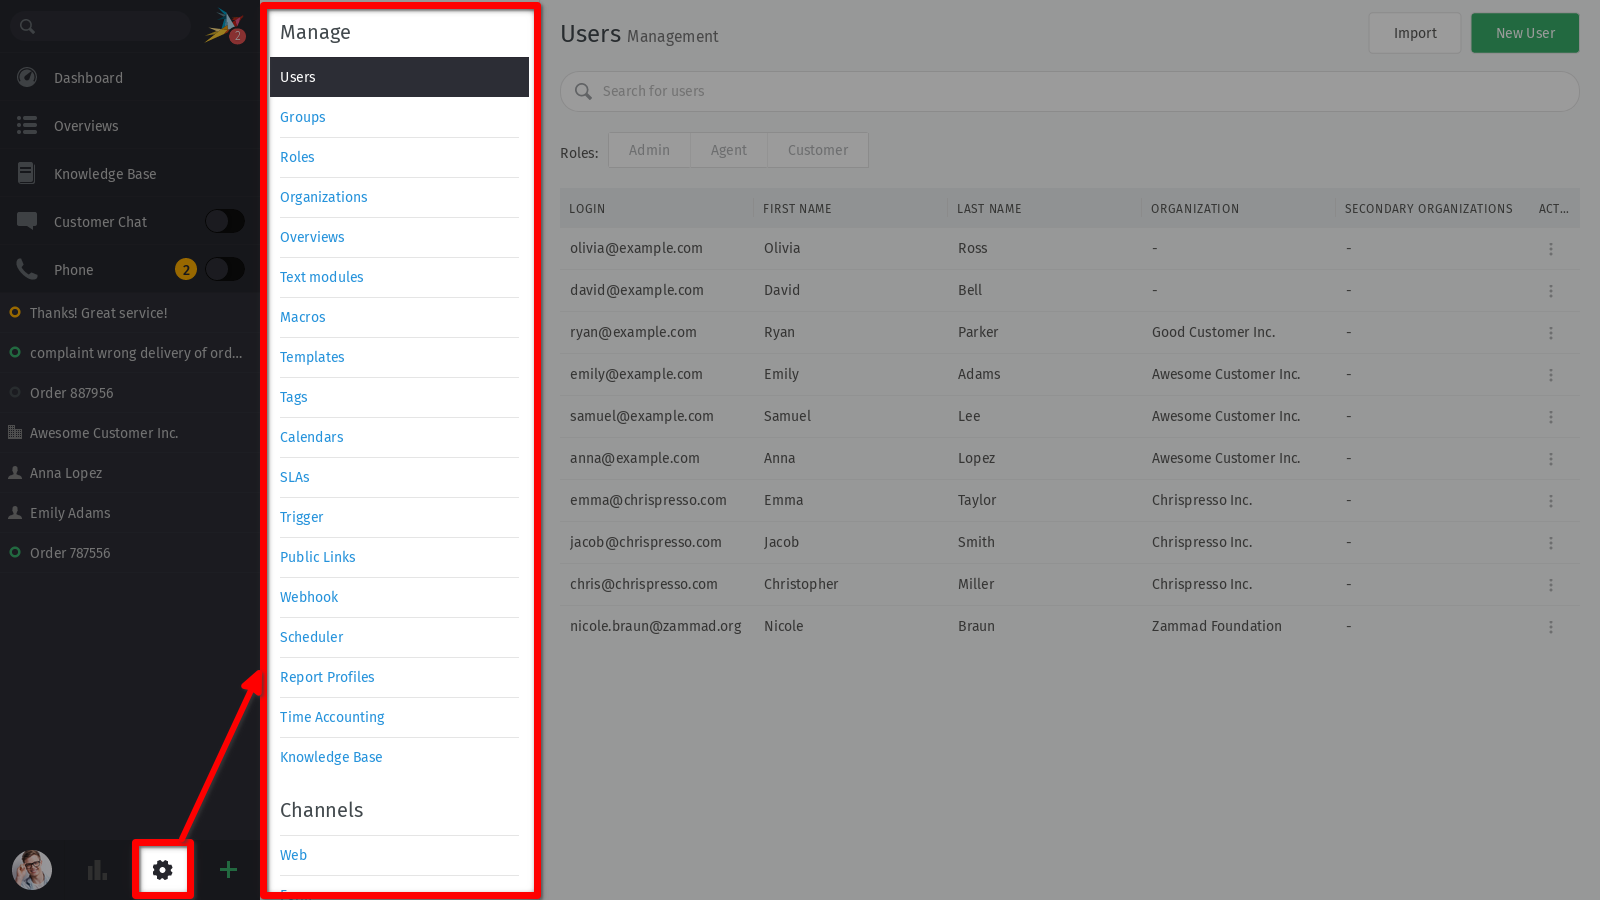 2
Dashboard
Overviews
Knowledge Base
Customer Chat
Phone 2
Thanks! Great service!
complaint wrong delivery of ord...
Order 887956
Awesome Customer Inc.
Anna Lopez
Emily Adams
Order 787556
Manage
Users
Groups
Roles
Organizations
Overviews
Text modules
Macros
Templates
Tags
Calendars
SLAs
Trigger
Public Links
Webhook
Scheduler
Report Profiles
Time Accounting
Knowledge Base
Channels
Web
Users Management
Import
New User
Search for users
Roles: Admin Agent Customer
LOGIN FIRST NAME LAST NAME ORGANIZATION SECONDARY ORGANIZATIONS ACT...
olivia@example.com Olivia Ross - -
david@example.com David Bell - -
ryan@example.com Ryan Parker Good Customer Inc. -
emily@example.com Emily Adams Awesome Customer Inc. -
samuel@example.com Samuel Lee Awesome Customer Inc. -
anna@example.com Anna Lopez Awesome Customer Inc. -
emma@chrispresso.com Emma Taylor Chrispresso Inc. -
jacob@chrispresso.com Jacob Smith Chrispresso Inc. -
chris@chrispresso.com Christopher Miller Chrispresso Inc. -
nicole.braun@zammad.org Nicole Braun Zammad Foundation -